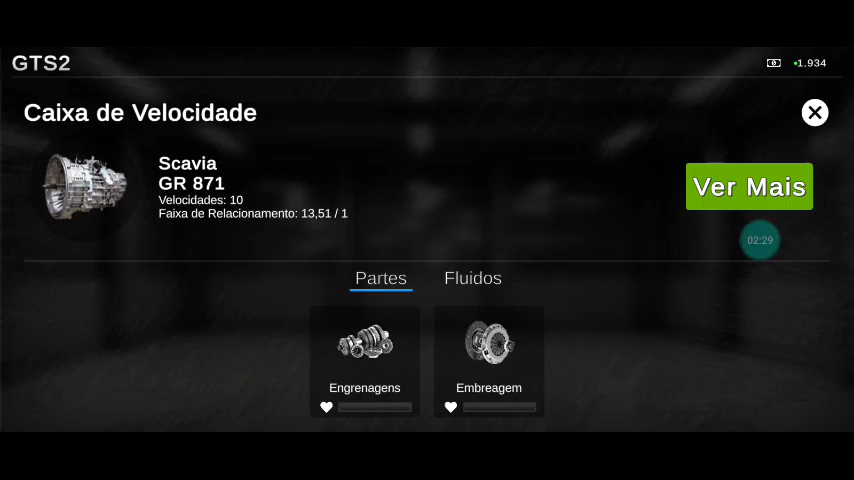 GTS2
1.934
Caixa de Velocidade
Scavia
GR 871
Velocidades: 10
Faixa de Relacionamento: 13,51 / 1
Ver Mais
02:29
Partes
Fluidos
Engrenagens
Embreagem